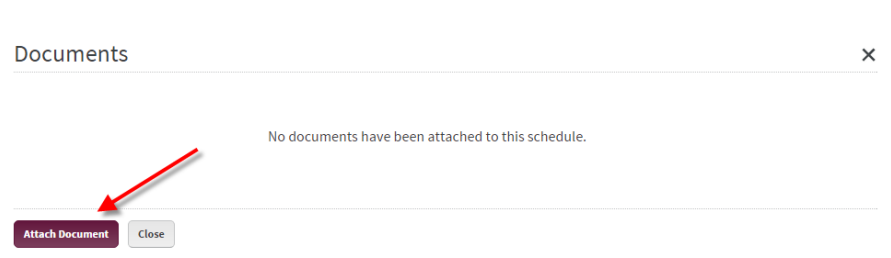 Documents
No documents have been attached to this schedule.
Attach Document
Close